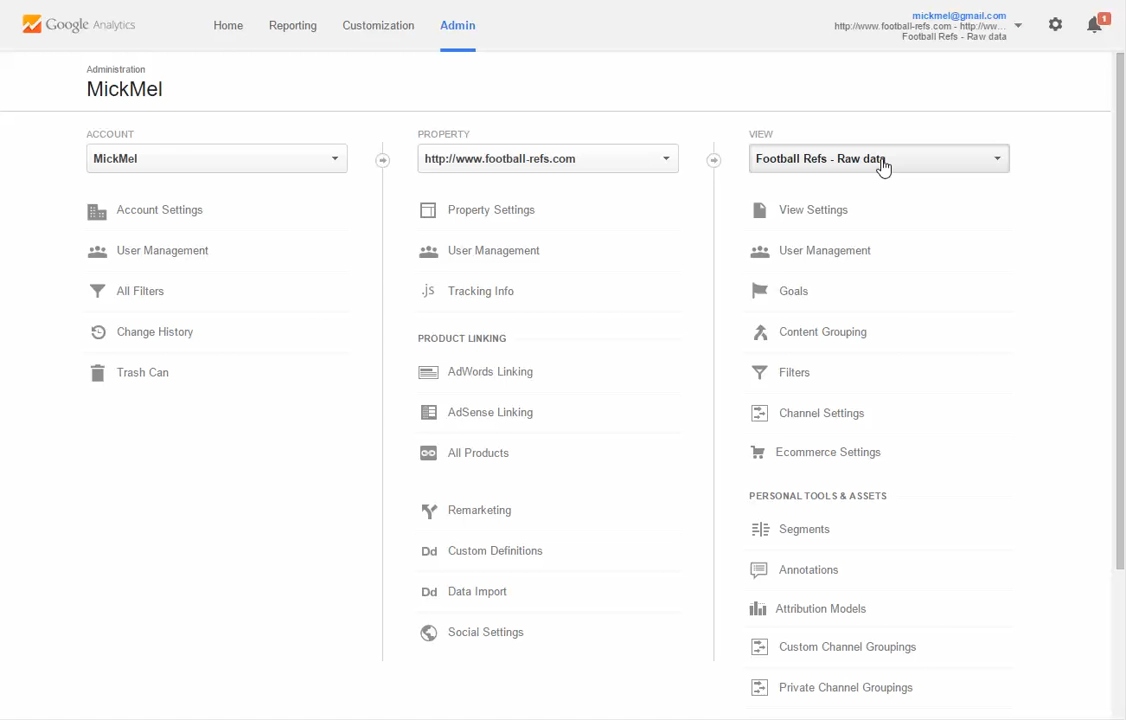 Google Analytics
Home
Reporting
Customization
Admin
mickmel@gmail.com
http://www.football-refs.com - http://ww...
Football Refs - Raw data
1
Administration
MickMel
ACCOUNT
MickMel
Account Settings
User Management
All Filters
Change History
Trash Can
PROPERTY
http://www.football-refs.com
Property Settings
User Management
.js Tracking Info
PRODUCT LINKING
AdWords Linking
AdSense Linking
All Products
Remarketing
Dd Custom Definitions
Dd Data Import
Social Settings
VIEW
Football Refs - Raw data
View Settings
User Management
Goals
Content Grouping
Filters
Channel Settings
Ecommerce Settings
PERSONAL TOOLS & ASSETS
Segments
Annotations
Attribution Models
Custom Channel Groupings
Private Channel Groupings